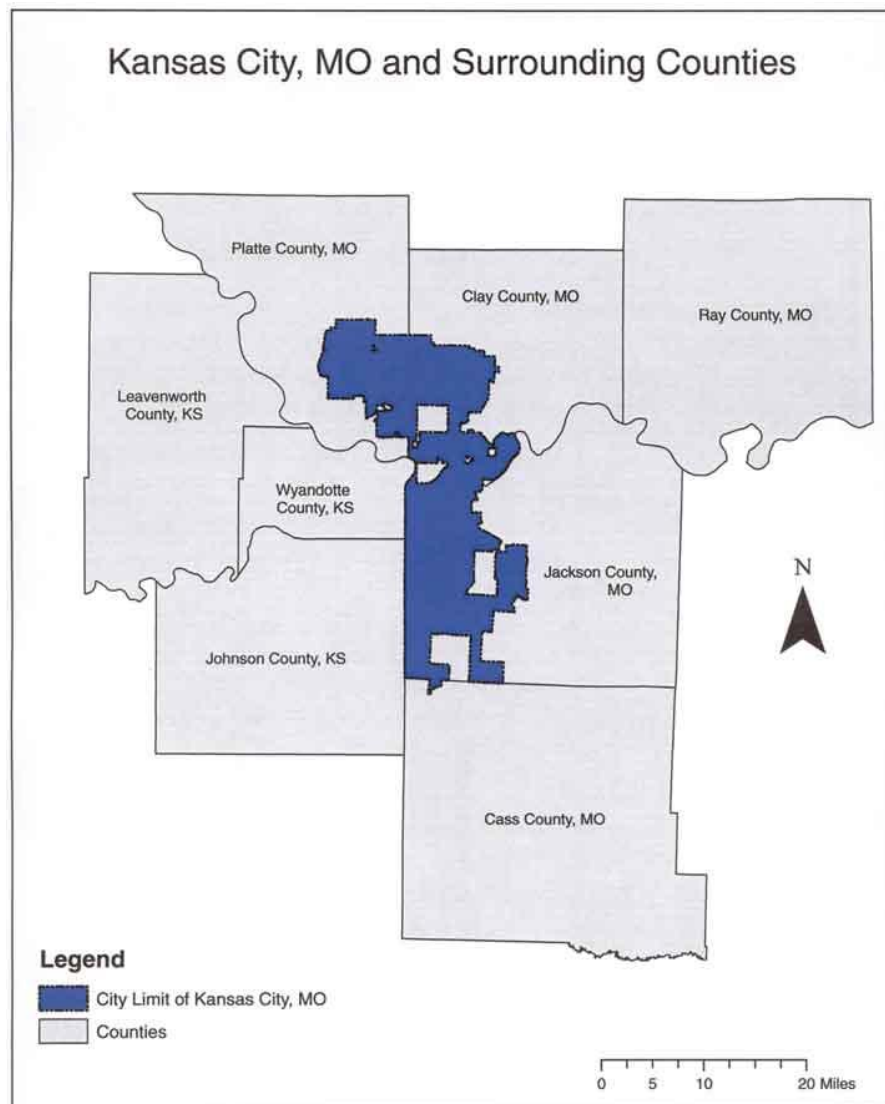 Kansas City, MO and Surrounding Counties
Platte County, MO
Clay County, MO
Ray County, MO
Leavenworth
County, KS
Wyandotte
County, KS
Jackson County,
MO
N
Johnson County, KS
Cass County, MO
Legend
City Limit of Kansas City, MO
Counties
0 5 10 20 Miles